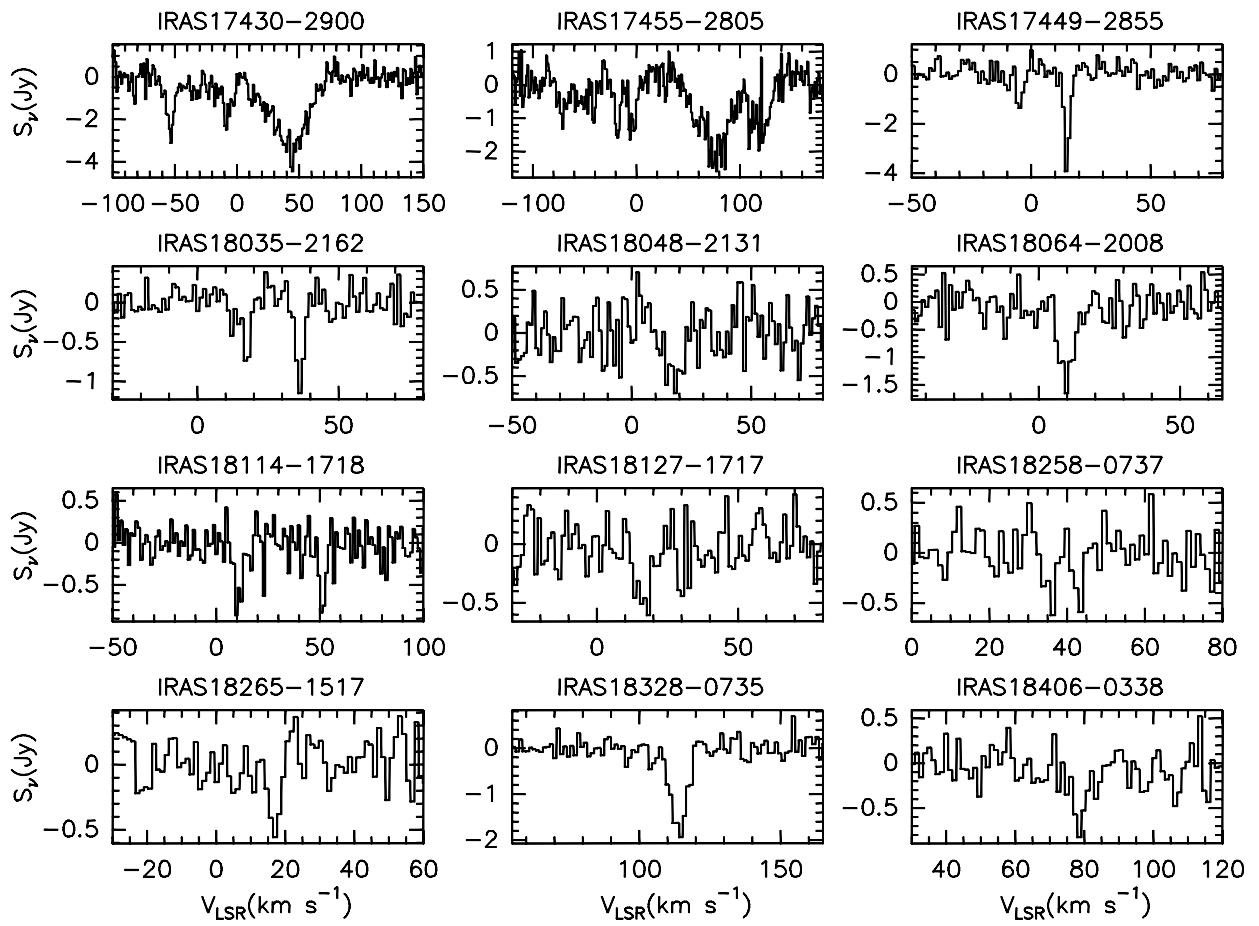 IRAS17430−2900 IRAS17455−2805 IRAS17449−2855
S𝜈(Jy)
0
−2
−4
−100 −50 0 50 100 150
1
0
−1
−2
−100 0 100
0
−2
−4
−50 0 50
IRAS18035−2162 IRAS18048−2131 IRAS18064−2008
S𝜈(Jy)
0
−0.5
−1
0 50
0.5
0
−0.5
−50 0 50
0.5
0
−0.5
−1
−1.5
0 50
IRAS18114−1718 IRAS18127−1717 IRAS18258−0737
S𝜈(Jy)
0.5
0
−0.5
−50 0 50 100
0
−0.5
0 50
0.5
0
−0.5
0 20 40 60 80
IRAS18265−1517 IRAS18328−0735 IRAS18406−0338
S𝜈(Jy)
0
−0.5
−20 0 20 40 60
0
−1
−2
100 150
0.5
0
−0.5
40 60 80 100 120
V_LSR(km s⁻¹) V_LSR(km s⁻¹) V_LSR(km s⁻¹)